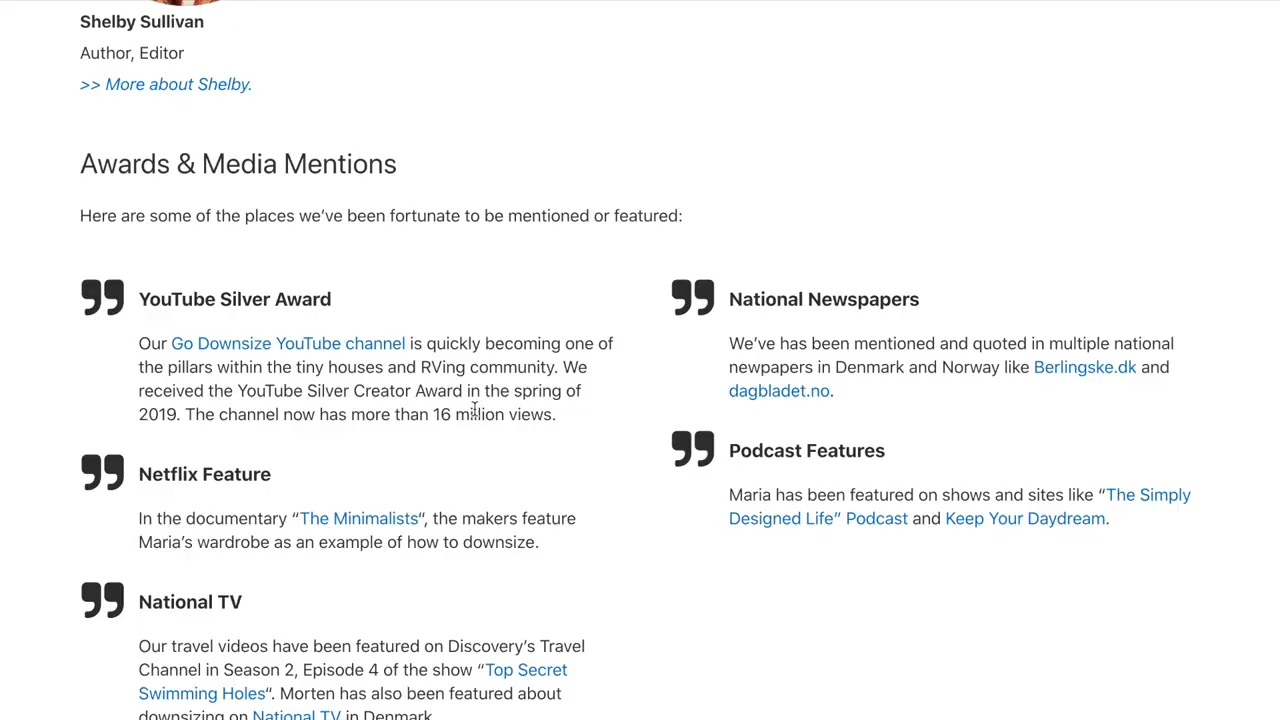 Shelby Sullivan
Author, Editor
>> More about Shelby.
Awards & Media Mentions
Here are some of the places we’ve been fortunate to be mentioned or featured:
YouTube Silver Award
Our Go Downsize YouTube channel is quickly becoming one of
the pillars within the tiny houses and RVing community. We
received the YouTube Silver Creator Award in the spring of
2019. The channel now has more than 16 million views.
Netflix Feature
In the documentary “The Minimalists“, the makers feature
Maria’s wardrobe as an example of how to downsize.
National TV
Our travel videos have been featured on Discovery’s Travel
Channel in Season 2, Episode 4 of the show “Top Secret
Swimming Holes“. Morten has also been featured about
downsizing on National TV in Denmark.
National Newspapers
We’ve has been mentioned and quoted in multiple national
newpapers in Denmark and Norway like Berlingske.dk and
dagbladet.no.
Podcast Features
Maria has been featured on shows and sites like “The Simply
Designed Life” Podcast and Keep Your Daydream.